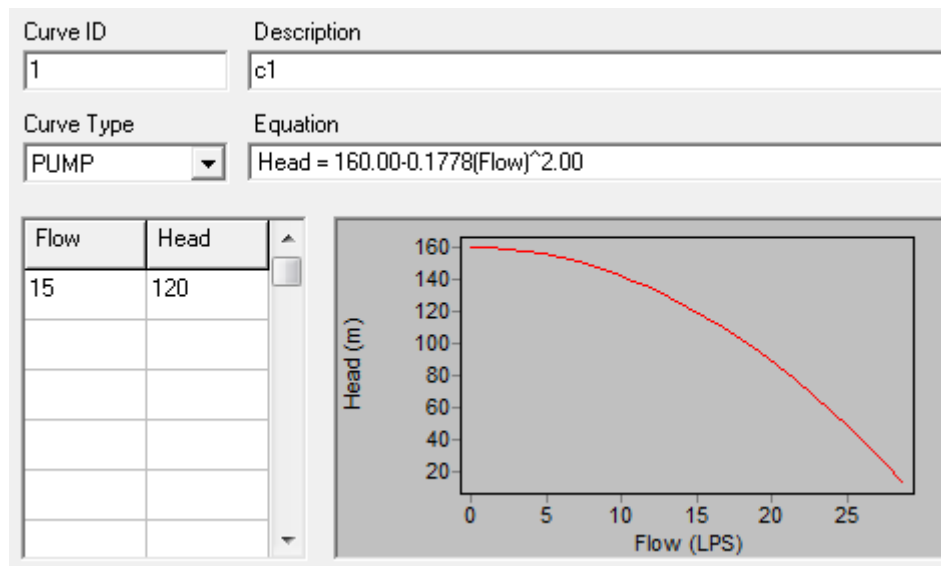 Curve ID Description
1 c1
Curve Type Equation
PUMP Head = 160.00-0.1778(Flow)^2.00
Flow Head
15 120
160
140
120
100
80
60
40
20
Head (m)
0 5 10 15 20 25
Flow (LPS)